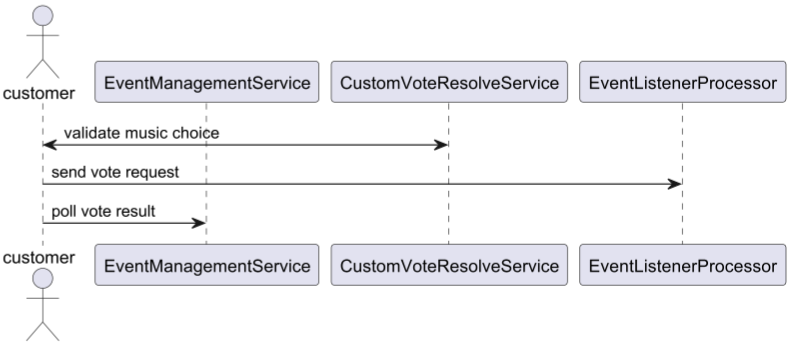 customer
EventManagementService
CustomVoteResolveService
EventListenerProcessor
validate music choice
send vote request
poll vote result
customer
EventManagementService
CustomVoteResolveService
EventListenerProcessor